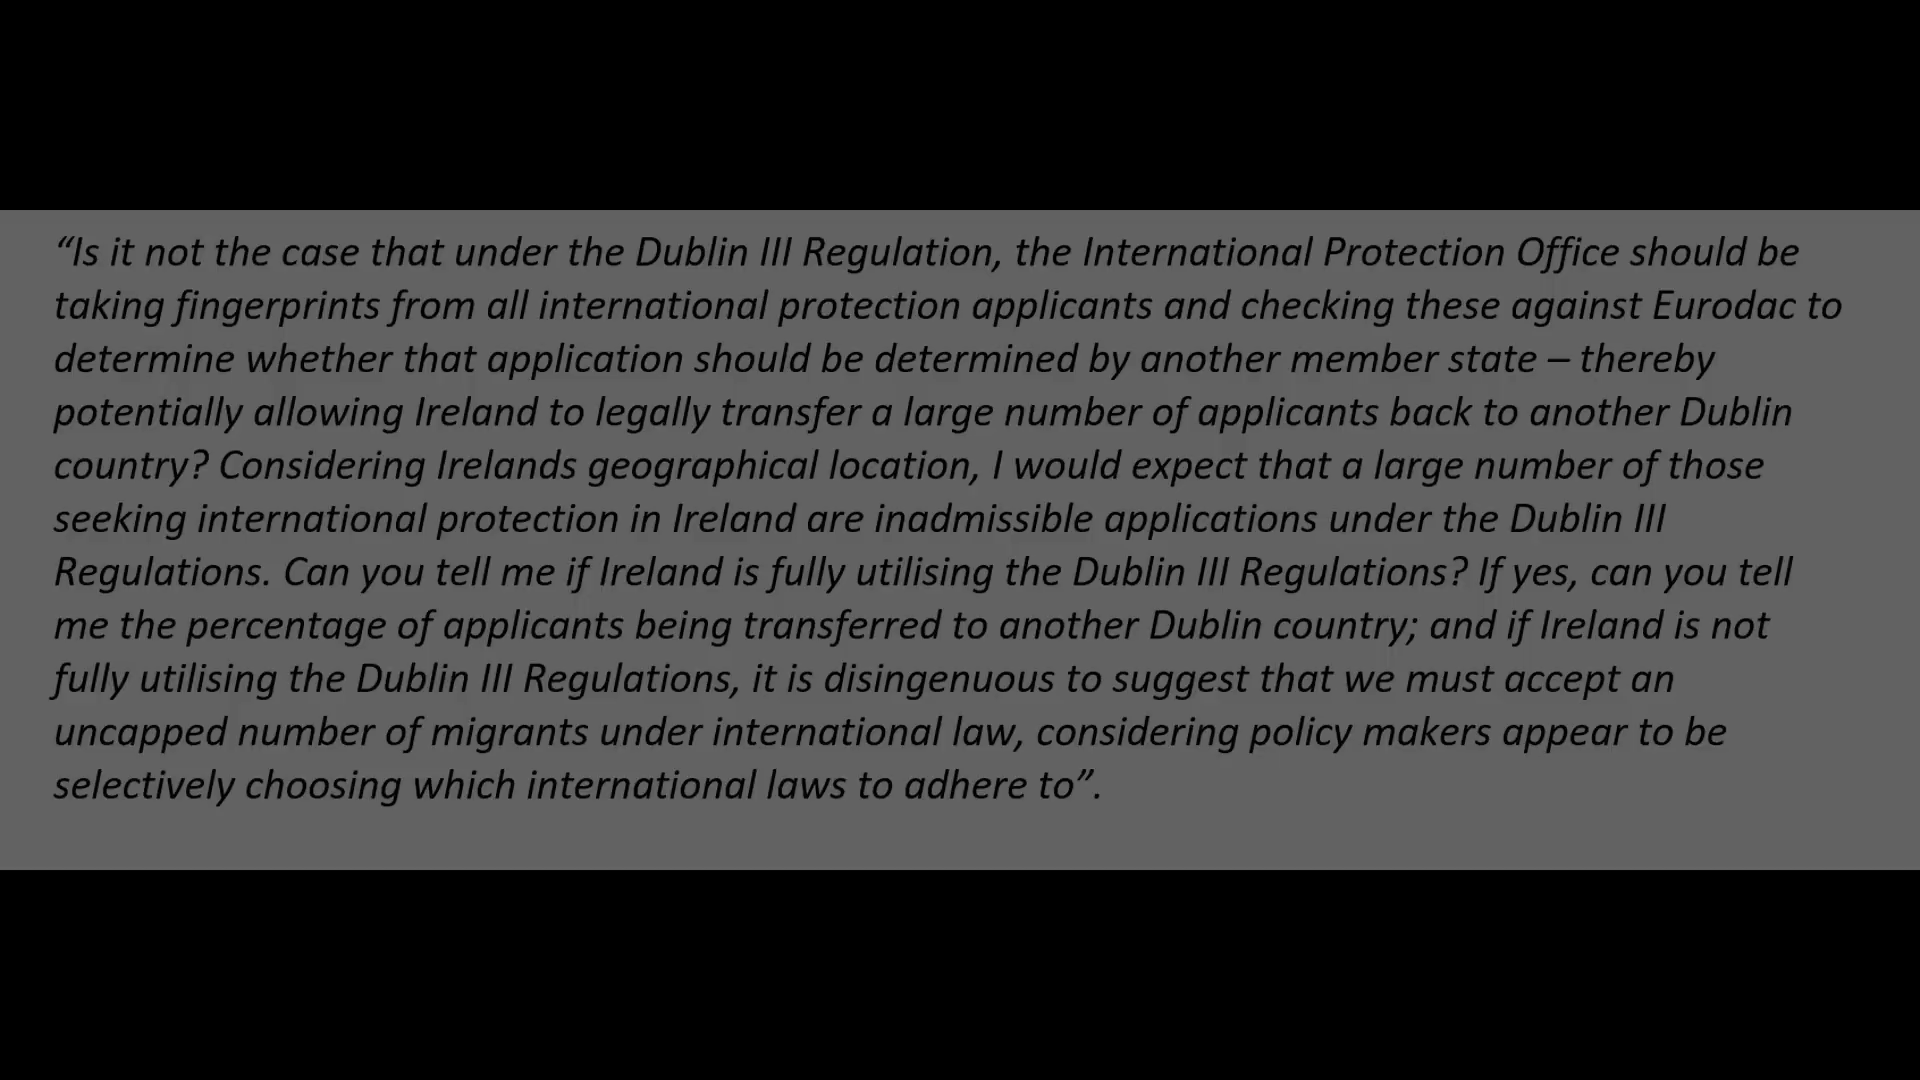 “Is it not the case that under the Dublin III Regulation, the International Protection Office should be
taking fingerprints from all international protection applicants and checking these against Eurodac to
determine whether that application should be determined by another member state – thereby
potentially allowing Ireland to legally transfer a large number of applicants back to another Dublin
country? Considering Irelands geographical location, I would expect that a large number of those
seeking international protection in Ireland are inadmissible applications under the Dublin III
Regulations. Can you tell me if Ireland is fully utilising the Dublin III Regulations? If yes, can you tell
me the percentage of applicants being transferred to another Dublin country; and if Ireland is not
fully utilising the Dublin III Regulations, it is disingenuous to suggest that we must accept an
uncapped number of migrants under international law, considering policy makers appear to be
selectively choosing which international laws to adhere to”.